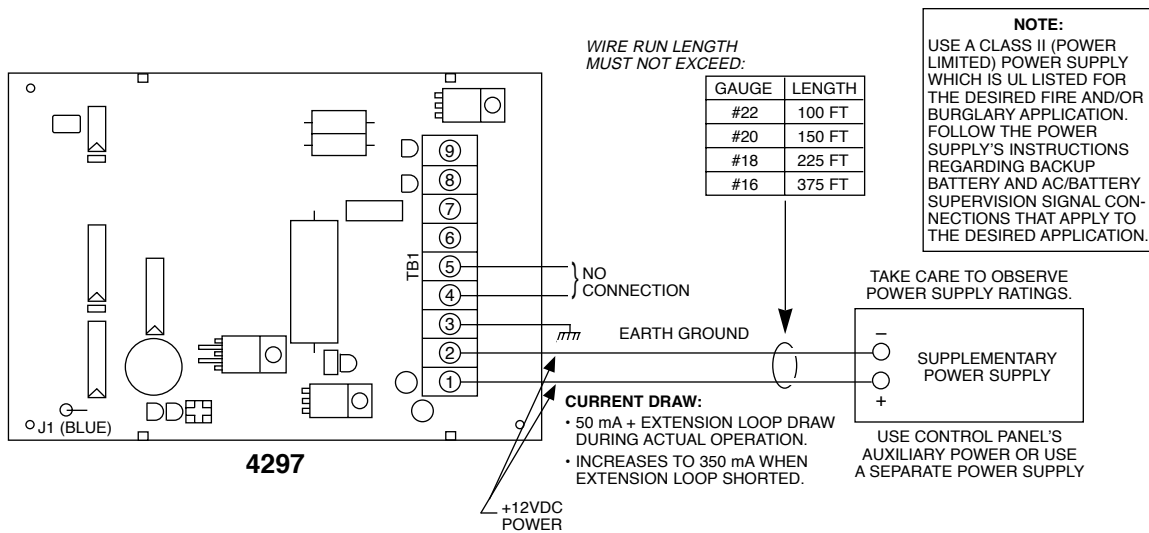 WIRE RUN LENGTH
MUST NOT EXCEED:
GAUGE LENGTH
#22 100 FT
#20 150 FT
#18 225 FT
#16 375 FT
NOTE:
USE A CLASS II (POWER
LIMITED) POWER SUPPLY
WHICH IS UL LISTED FOR
THE DESIRED FIRE AND/OR
BURGLARY APPLICATION.
FOLLOW THE POWER
SUPPLY'S INSTRUCTIONS
REGARDING BACKUP
BATTERY AND AC/BATTERY
SUPERVISION SIGNAL CON-
NECTIONS THAT APPLY TO
THE DESIRED APPLICATION.
9
8
7
6
5
4
3
2
1
TB1
NO
CONNECTION
EARTH GROUND
TAKE CARE TO OBSERVE
POWER SUPPLY RATINGS.
–
SUPPLEMENTARY
POWER SUPPLY
+
USE CONTROL PANEL'S
AUXILIARY POWER OR USE
A SEPARATE POWER SUPPLY
CURRENT DRAW:
• 50 mA + EXTENSION LOOP DRAW
DURING ACTUAL OPERATION.
• INCREASES TO 350 mA WHEN
EXTENSION LOOP SHORTED.
J1 (BLUE)
4297
+12VDC
POWER